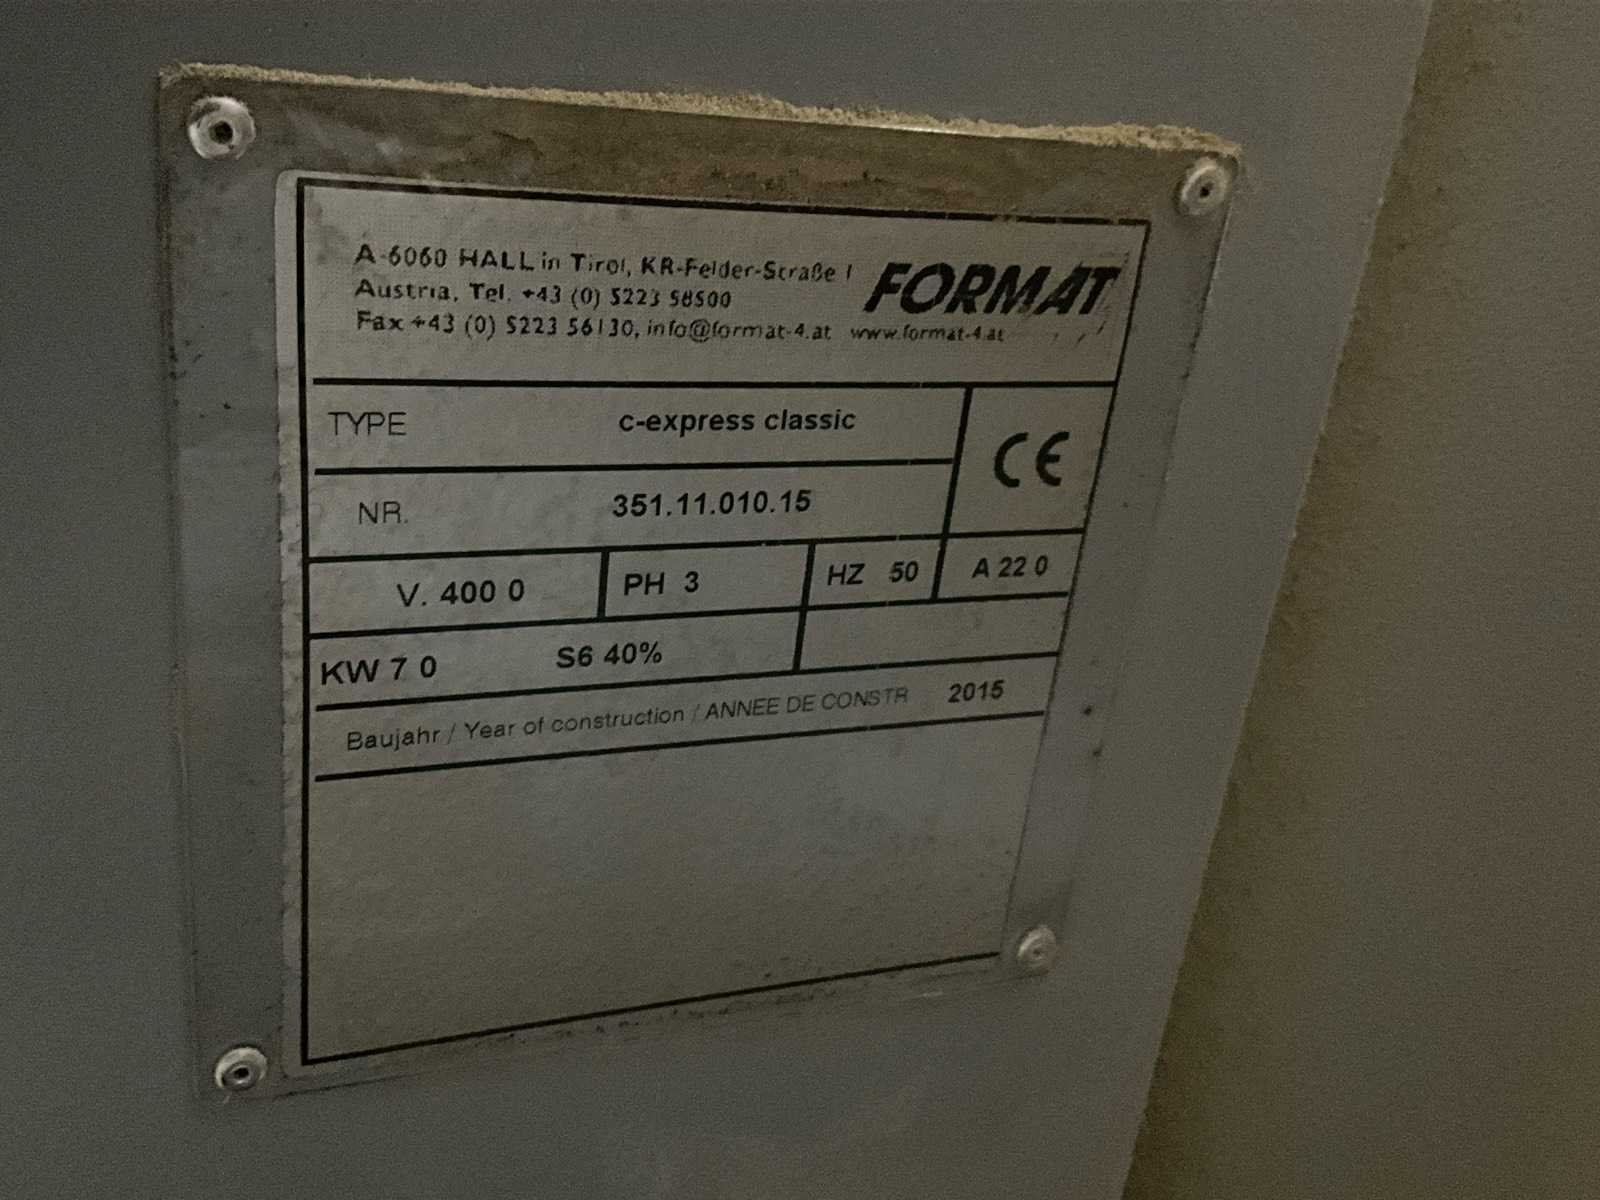 A-6060 HALL in Tirol, KR-Felder-Straße 1
Austria, Tel. +43 (0) 5223 58500
Fax +43 (0) 5223 56130, info@format-4.at www.format-4.at
FORMAT
TYPE c-express classic
CE
NR. 351.11.010.15
V. 400 0 PH 3 HZ 50 A 22 0
KW 7 0 S6 40%
Baujahr / Year of construction / ANNEE DE CONSTR 2015